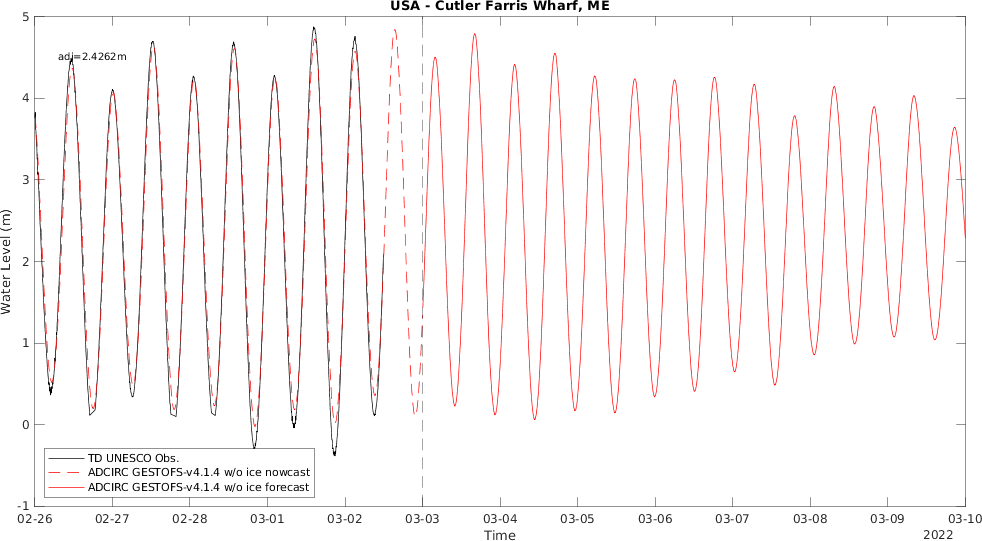 USA - Cutler Farris Wharf, ME
5
adj=2.4262m
4
3
Water Level (m)
2
1
0
TD UNESCO Obs.
ADCIRC GESTOFS-v4.1.4 w/o ice nowcast
ADCIRC GESTOFS-v4.1.4 w/o ice forecast
-1
02-26 02-27 02-28 03-01 03-02 03-03 03-04 03-05 03-06 03-07 03-08 03-09 03-10
Time
2022